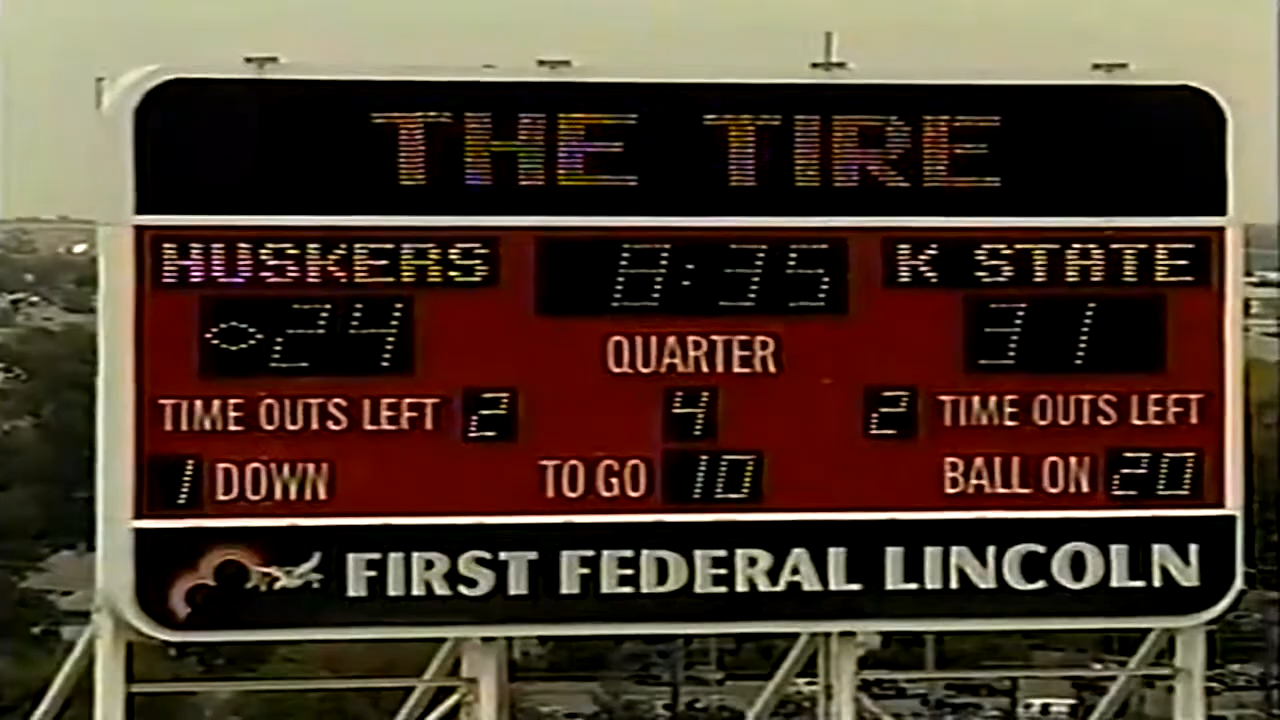 THE TIRE
HUSKERS 8:35 K STATE
24 QUARTER 31
TIME OUTS LEFT 2 4 2 TIME OUTS LEFT
1 DOWN TO GO 10 BALL ON 20
FIRST FEDERAL LINCOLN